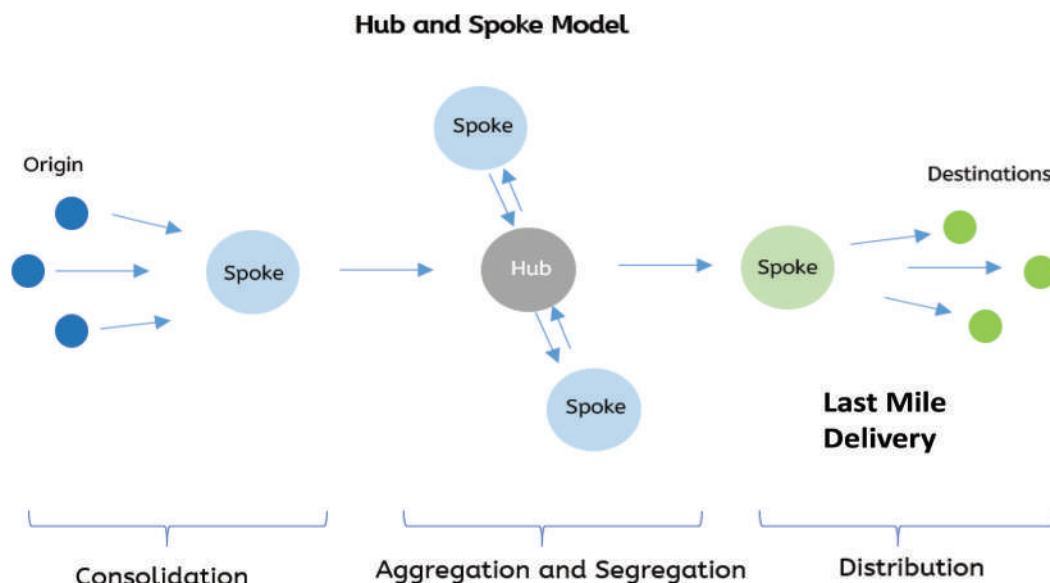 Hub and Spoke Model
Spoke
Origin
Destinations
Spoke
Hub
Spoke
Spoke
Last Mile
Delivery
Consolidation
Aggregation and Segregation
Distribution